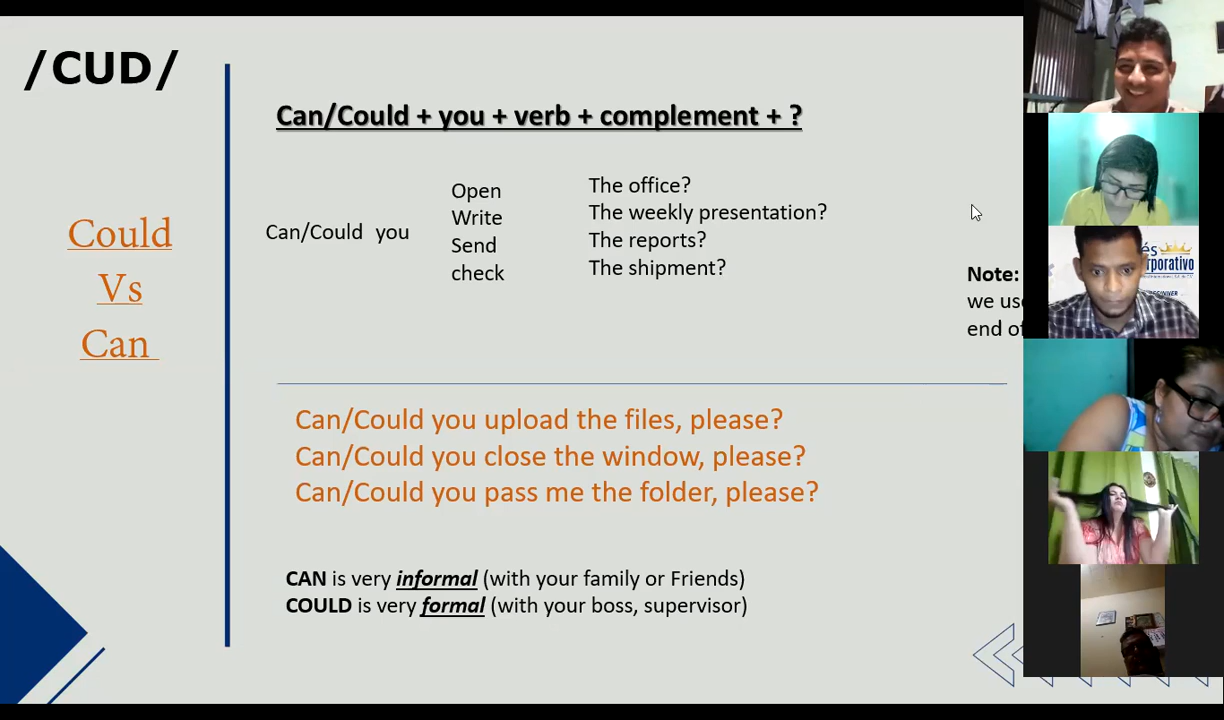 /CUD/
Could
Vs
Can
Can/Could + you + verb + complement + ?
Can/Could you
Open
Write
Send
check
The office?
The weekly presentation?
The reports?
The shipment?
Note:
we
end
Can/Could you upload the files, please?
Can/Could you close the window, please?
Can/Could you pass me the folder, please?
CAN is very informal (with your family or Friends)
COULD is very formal (with your boss, supervisor)